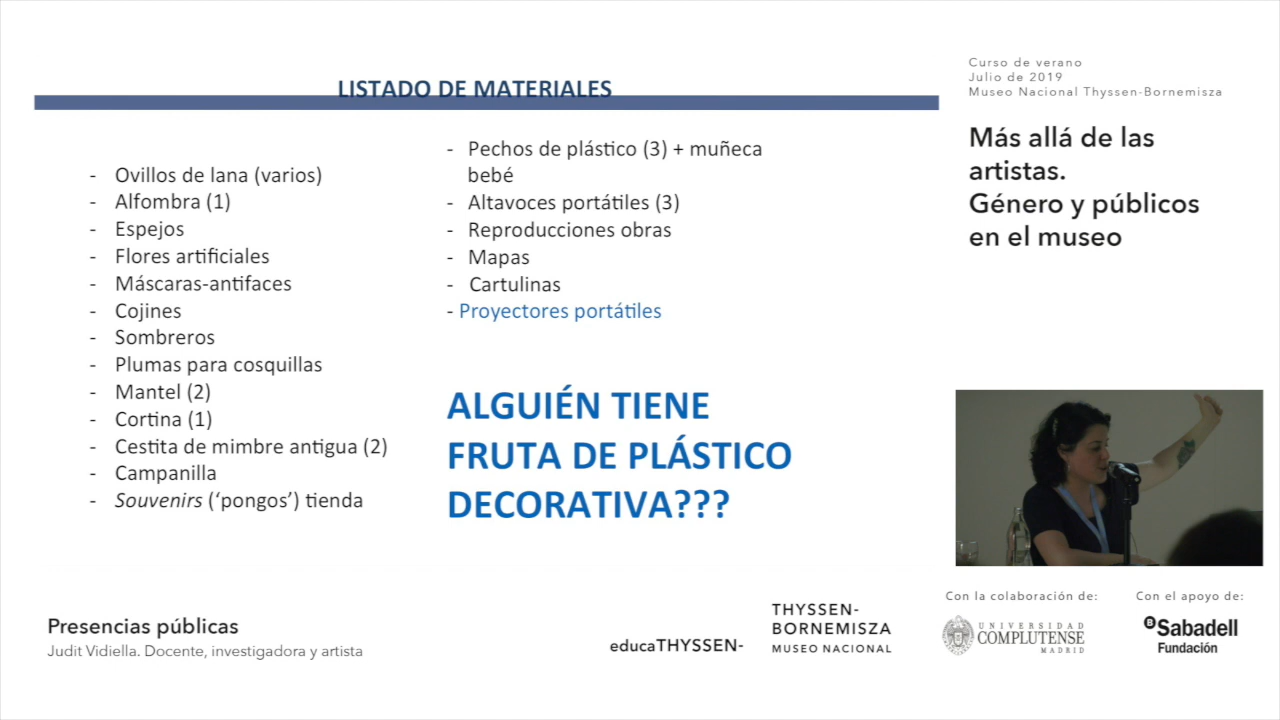 LISTADO DE MATERIALES
- Ovillos de lana (varios)
- Alfombra (1)
- Espejos
- Flores artificiales
- Máscaras-antifaces
- Cojines
- Sombreros
- Plumas para cosquillas
- Mantel (2)
- Cortina (1)
- Cestita de mimbre antigua (2)
- Campanilla
- Souvenirs (‘pongos’) tienda
- Pechos de plástico (3) + muñeca
bebé
- Altavoces portátiles (3)
- Reproducciones obras
- Mapas
- Cartulinas
- Proyectores portátiles
ALGUIÉN TIENE
FRUTA DE PLÁSTICO
DECORATIVA???
Curso de verano
Julio de 2019
Museo Nacional Thyssen-Bornemisza
Más allá de las
artistas.
Género y públicos
en el museo
Presencias públicas
Judit Vidiella. Docente, investigadora y artista
educaTHYSSEN-
THYSSEN-
BORNEMISZA
MUSEO NACIONAL
Con la colaboración de:
UNIVERSIDAD
COMPLUTENSE
MADRID
Con el apoyo de:
B Sabadell
Fundación